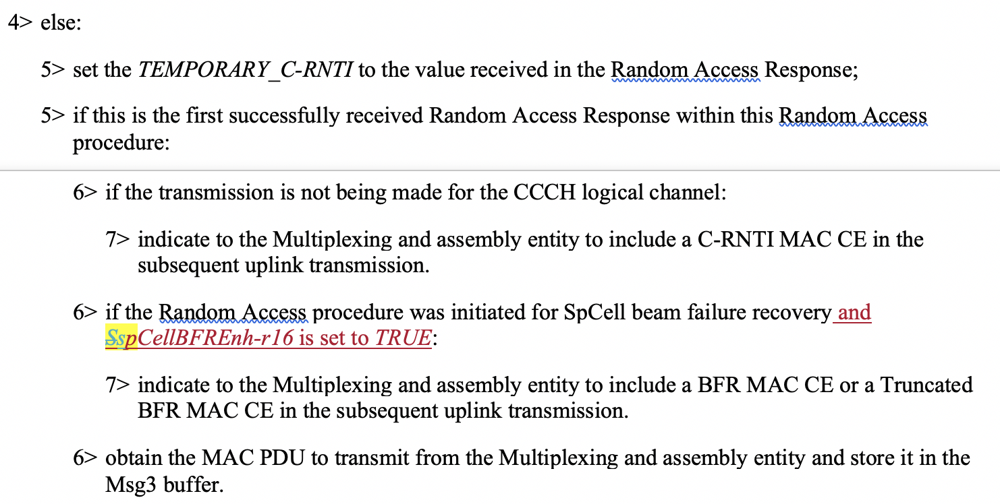 4> else:
5> set the TEMPORARY_C-RNTI to the value received in the Random Access Response;
5> if this is the first successfully received Random Access Response within this Random Access
procedure:
6> if the transmission is not being made for the CCCH logical channel:
7> indicate to the Multiplexing and assembly entity to include a C-RNTI MAC CE in the
subsequent uplink transmission.
6> if the Random Access procedure was initiated for SpCell beam failure recovery and
SspCellBFREnh-r16 is set to TRUE:
7> indicate to the Multiplexing and assembly entity to include a BFR MAC CE or a Truncated
BFR MAC CE in the subsequent uplink transmission.
6> obtain the MAC PDU to transmit from the Multiplexing and assembly entity and store it in the
Msg3 buffer.